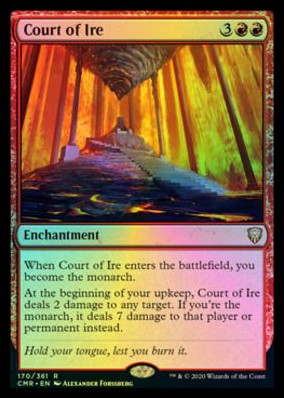 Court of Ire 3
Enchantment
When Court of Ire enters the battlefield, you
become the monarch.
At the beginning of your upkeep, Court of Ire
deals 2 damage to any target. If you're the
monarch, it deals 7 damage to that player or
permanent instead.
Hold your tongue, lest you burn it.
170/361 R
CMR • EN ALEXANDER FORSSBERG
™ & © 2020 Wizards of the Coast